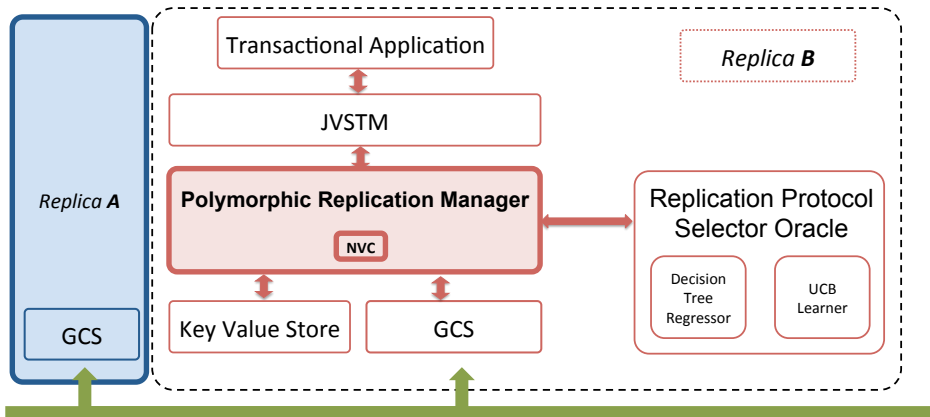 Transactional Application
Replica B
JVSTM
Replica A
Polymorphic Replication Manager
NVC
Replication Protocol
Selector Oracle
Decision
Tree
Regressor
UCB
Learner
GCS
Key Value Store
GCS